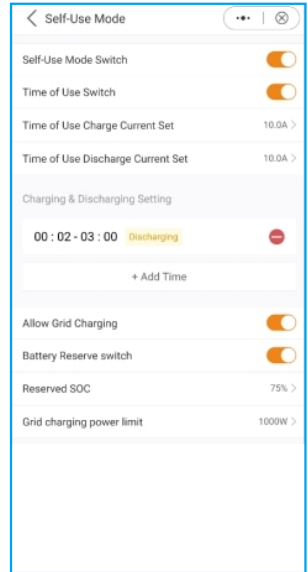 Self-Use Mode
Self-Use Mode Switch
Time of Use Switch
Time of Use Charge Current Set 10.0A
Time of Use Discharge Current Set 10.0A
Charging & Discharging Setting
00 : 02 - 03 : 00 Discharging
+ Add Time
Allow Grid Charging
Battery Reserve switch
Reserved SOC 75%
Grid charging power limit 1000W